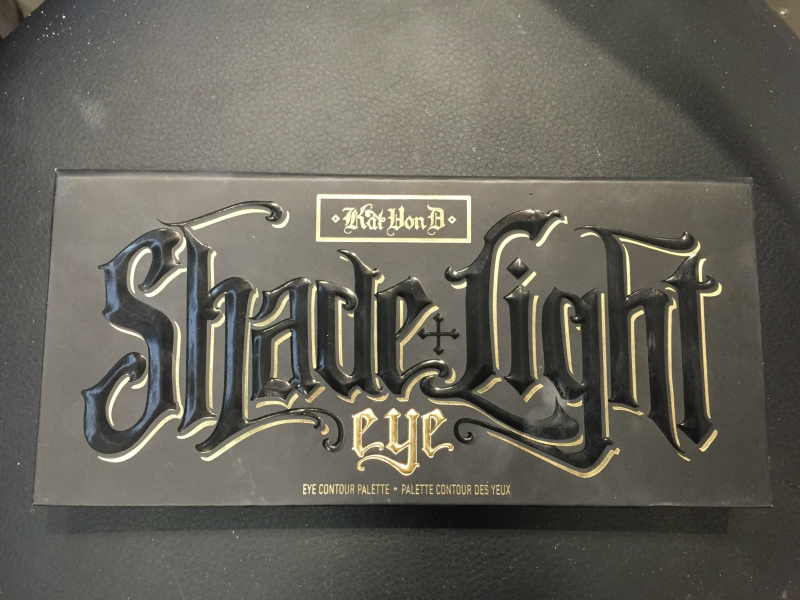 Kat Von D
Shade + Light
eye
EYE CONTOUR PALETTE • PALETTE CONTOUR DES YEUX